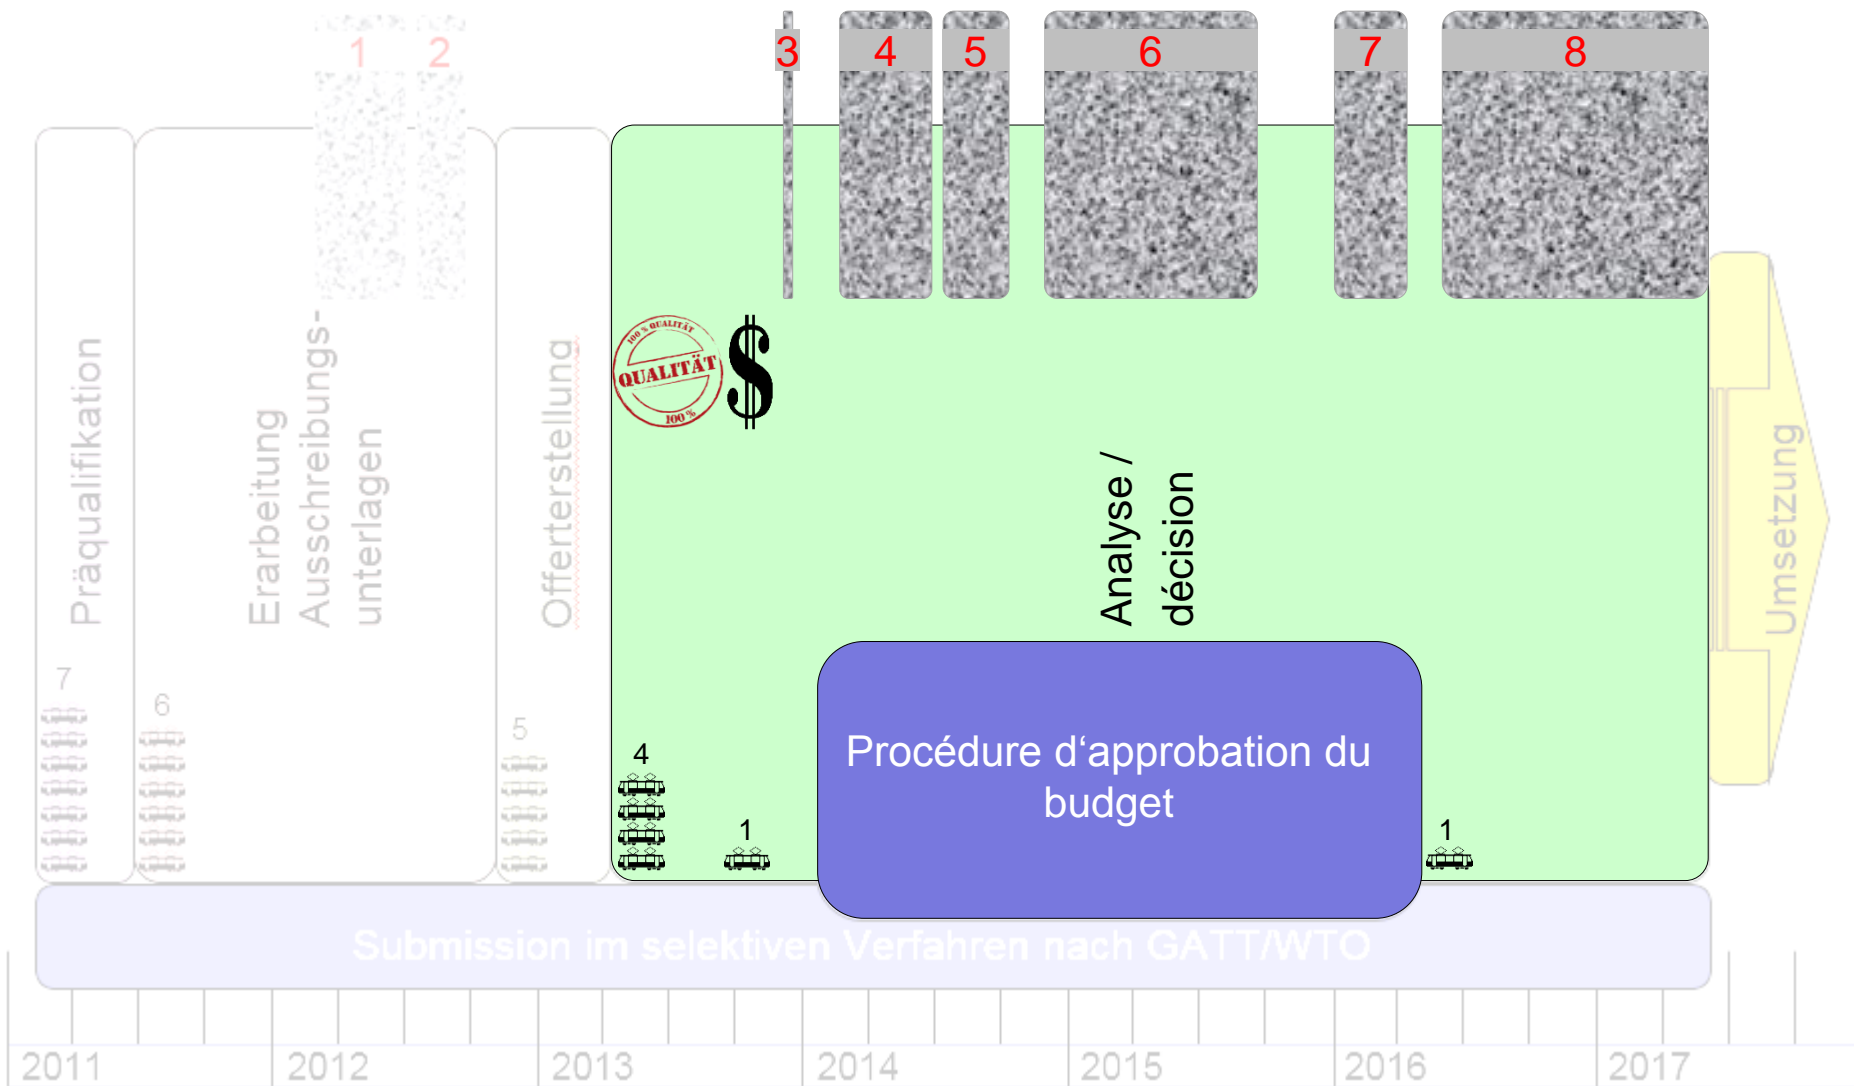 1
2
3
4
5
6
7
8
100 % QUALITÄT
QUALITÄT
100 %
Präqualifikation
Erarbeitung
Ausschreibungs-
unterlagen
Offerterstellung
Analyse /
décision
Umsetzung
7
6
5
4
1
1
Procédure d‘approbation du
budget
Submission im selektiven Verfahren nach GATT/WTO
2011
2012
2013
2014
2015
2016
2017